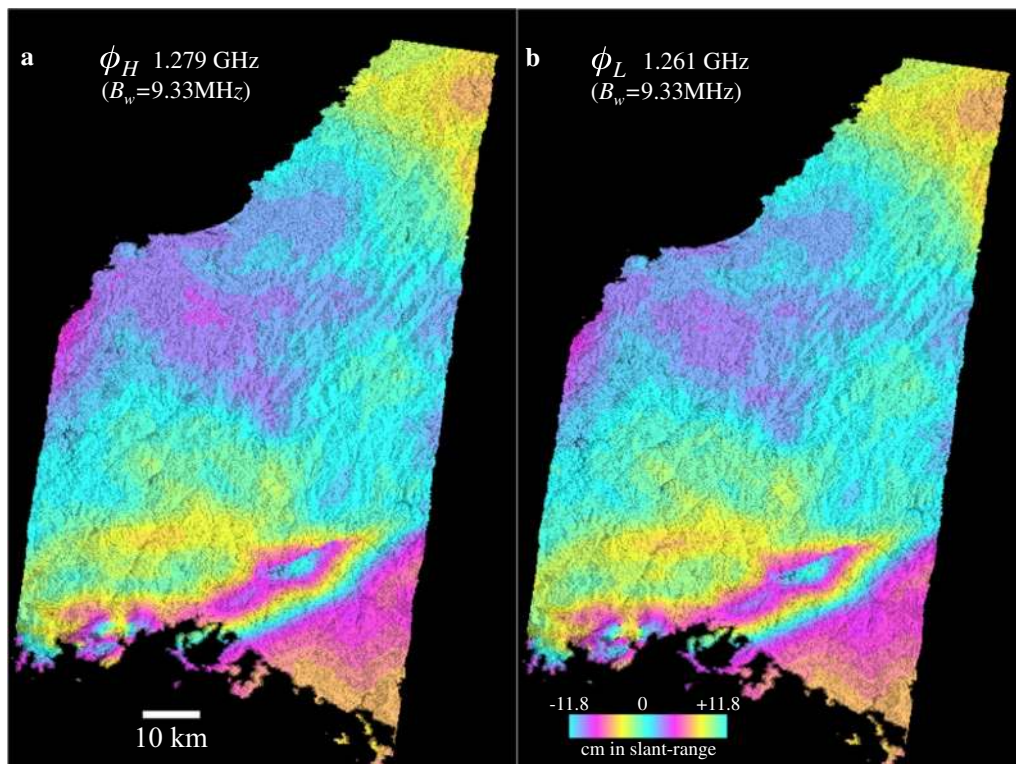 a
ϕH 1.279 GHz
(Bw=9.33MHz)
10 km
b
ϕL 1.261 GHz
(Bw=9.33MHz)
-11.8 0 +11.8
cm in slant-range